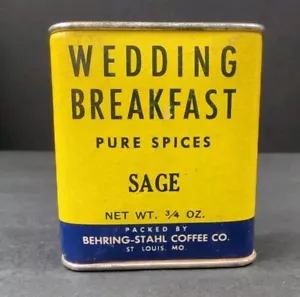 WEDDING
BREAKFAST
PURE SPICES
SAGE
NET WT. ¾ OZ.
PACKED BY
BEHRING-STAHL COFFEE CO.
ST. LOUIS, MO.